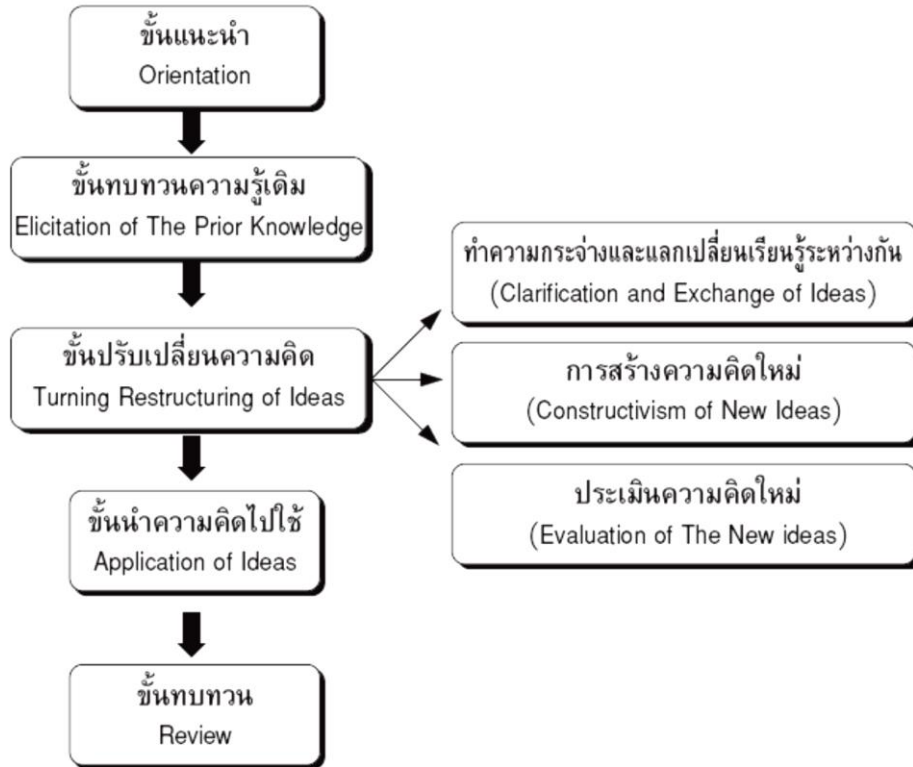 ขั้นแนะนำ
Orientation
ขั้นทบทวนความรู้เดิม
Elicitation of The Prior Knowledge
ขั้นปรับเปลี่ยนความคิด
Turning Restructuring of Ideas
ทำความกระจ่างและแลกเปลี่ยนเรียนรู้ระหว่างกัน
(Clarification and Exchange of Ideas)
การสร้างความคิดใหม่
(Constructivism of New Ideas)
ประเมินความคิดใหม่
(Evaluation of The New ideas)
ขั้นนำความคิดไปใช้
Application of Ideas
ขั้นทบทวน
Review